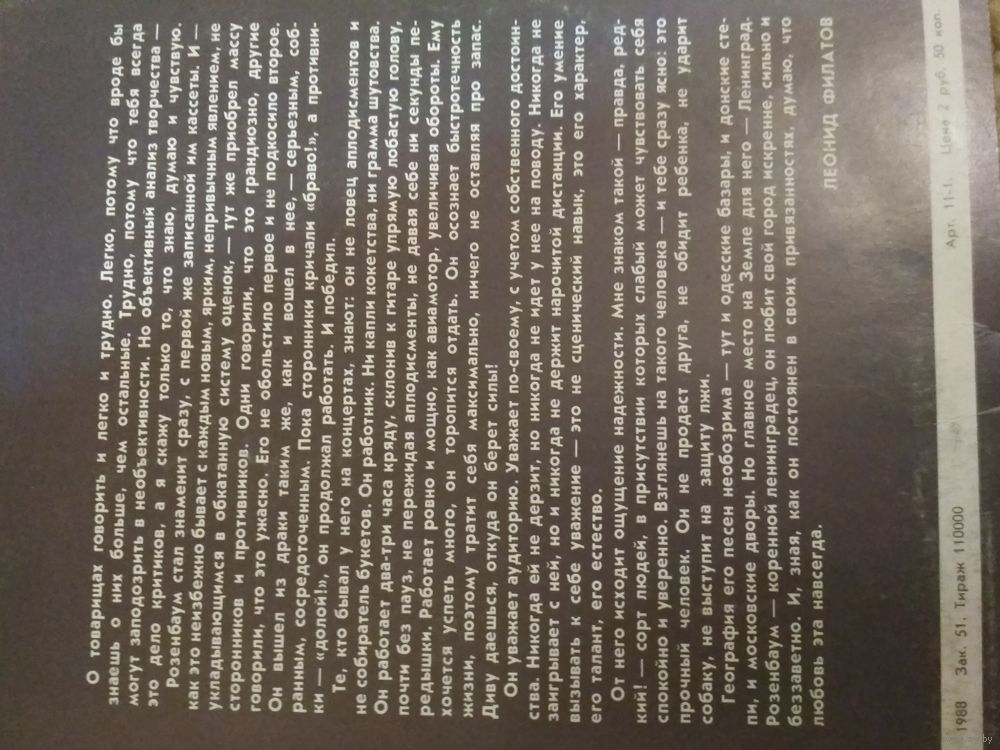 О товарищах говорить и легко и трудно. Легко, потому что вроде бы
знаешь о них больше, чем остальные. Трудно, потому что тебя всегда
могут заподозрить в необъективности. Но объективный анализ творчества —
это дело критиков, а я скажу только то, что знаю, думаю и чувствую.
Розенбаум стал знаменит сразу, с первой же записанной им кассеты. И —
как это неизбежно бывает с каждым новым, ярким, непривычным явлением, не
укладывающимся в обкатанную систему оценок, — тут же приобрел массу
сторонников и противников. Одни говорили, что это грандиозно, другие
говорили, что это ужасно. Его не обольстило первое и не подкосило второе.
Он вышел из драки таким же, как и вошел в нее, — серьезным, соб-
ранным, сосредоточенным. Пока сторонники кричали «браво!», а противни-
ки — «долой!», он продолжал работать. И победил.
Те, кто бывал у него на концертах, знают: он не ловец аплодисментов и
не собиратель букетов. Он работник. Ни капли кокетства, ни грамма шутовства.
Он работает два-три часа кряду, склонив к гитаре упрямую лобастую голову,
почти без пауз, не пережидая аплодисменты, не давая себе ни секунды пе-
редышки. Работает ровно и мощно, как авиамотор, увеличивая обороты. Ему
хочется успеть много, он торопится отдать. Он осознает быстротечность
жизни, поэтому тратит себя максимально, ничего не оставляя про запас.
Диву даешься, откуда он берет силы!
Он уважает аудиторию. Уважает по-своему, с учетом собственного достоин-
ства. Никогда ей не дерзит, но никогда не идет у нее на поводу. Никогда не
заигрывает с ней, но и никогда не держит нарочитой дистанции. Его умение
вызывать к себе уважение — это не сценический навык, это его характер,
его талант, его естество.
От него исходит ощущение надежности. Мне знаком такой — правда, ред-
кий! — сорт людей, в присутствии которых слабый может чувствовать себя
спокойно и уверенно. Взглянешь на такого человека — и тебе сразу ясно: это
прочный человек. Он не продаст друга, не обидит ребенка, не ударит
собаку, не выступит на защиту лжи.
География его песен необозрима — тут и одесские базары, и донские сте-
пи, и московские дворы. Но главное место на Земле для него — Ленинград.
Розенбаум — коренной ленинградец, он любит свой город искренне, сильно и
беззаветно. И, зная, как он постоянен в своих привязанностях, думаю, что
любовь эта навсегда.
ЛЕОНИД ФИЛАТОВ
1988 Зак. 51. Тираж 110000 Арт. 11-1. Цена 2 руб. 50 коп.